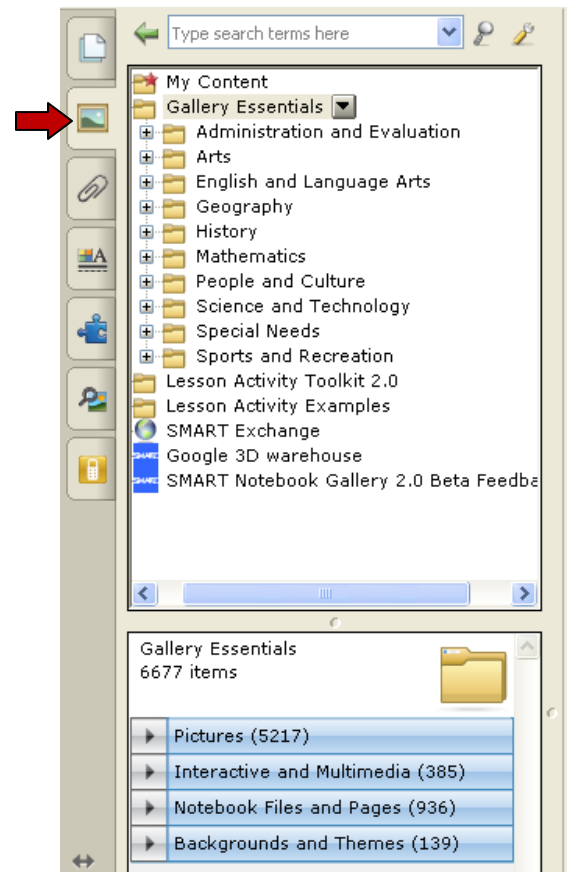 Type search terms here
My Content
Gallery Essentials
Administration and Evaluation
Arts
English and Language Arts
Geography
History
Mathematics
People and Culture
Science and Technology
Special Needs
Sports and Recreation
Lesson Activity Toolkit 2.0
Lesson Activity Examples
SMART Exchange
Google 3D warehouse
SMART Notebook Gallery 2.0 Beta Feedba
Gallery Essentials
6677 items
Pictures (5217)
Interactive and Multimedia (385)
Notebook Files and Pages (936)
Backgrounds and Themes (139)